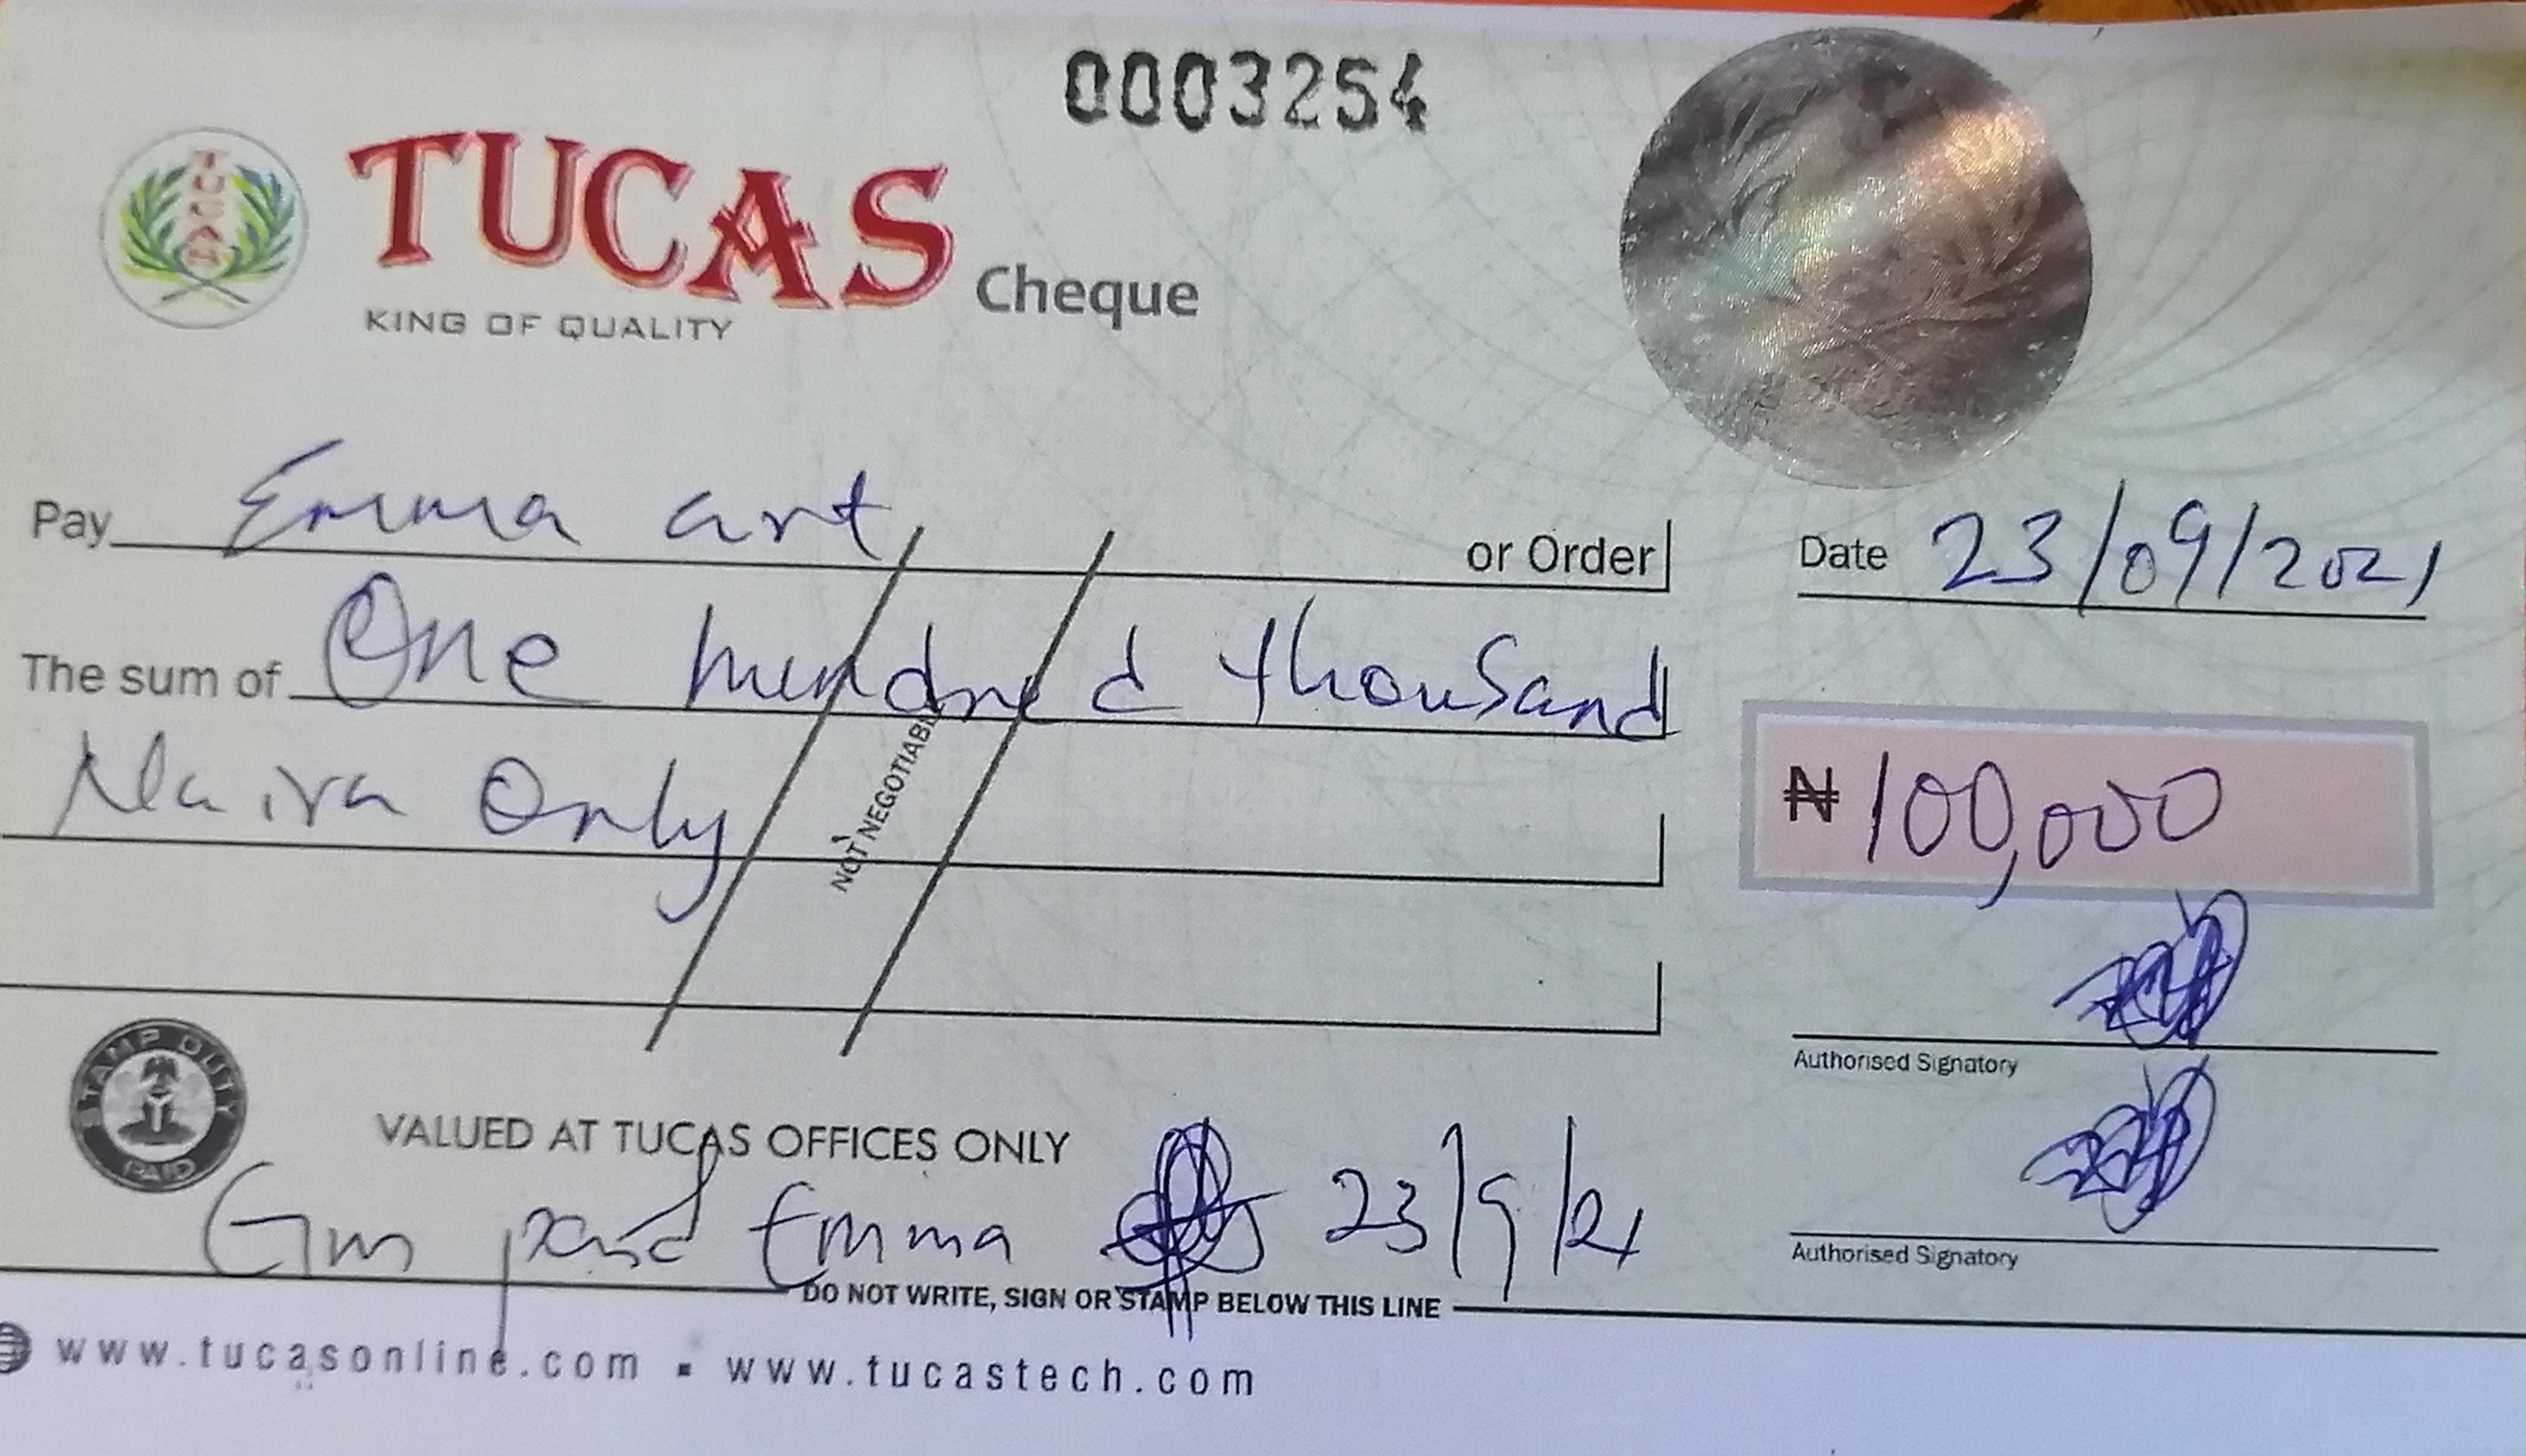 0003254
TUCAS
TUCAS Cheque
KING OF QUALITY
Pay Emma art or Order
Date 23/09/2021
The sum of One hundred thousand
Naira Only
₦ 100,000
NOT NEGOTIABLE
Authorised Signatory
STAMP DUTY
PAID
VALUED AT TUCAS OFFICES ONLY
paid Emma 23/9/21
Authorised Signatory
DO NOT WRITE, SIGN OR STAMP BELOW THIS LINE
www.tucasonline.com ▪ www.tucastech.com